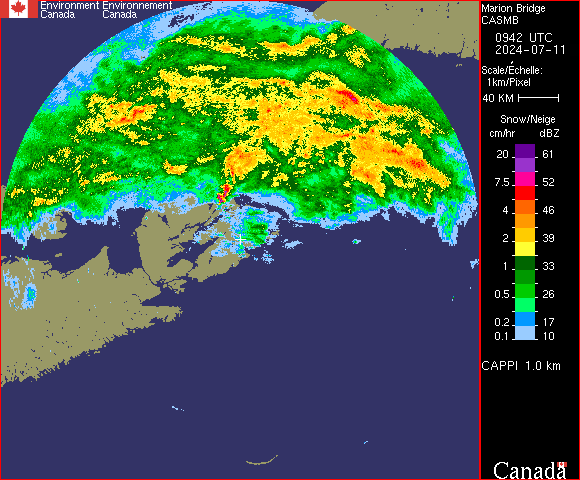 Environment Environnement
Canada Canada
Marion Bridge
CASMB
0942 UTC
2024-07-11
Scale/Échelle:
1km/Pixel
40 KM
Snow/Neige
cm/hr dBZ
20 61
7.5 52
4 46
2 39
1 33
0.5 26
0.2 17
0.1 10
CAPPI 1.0 km
Canada